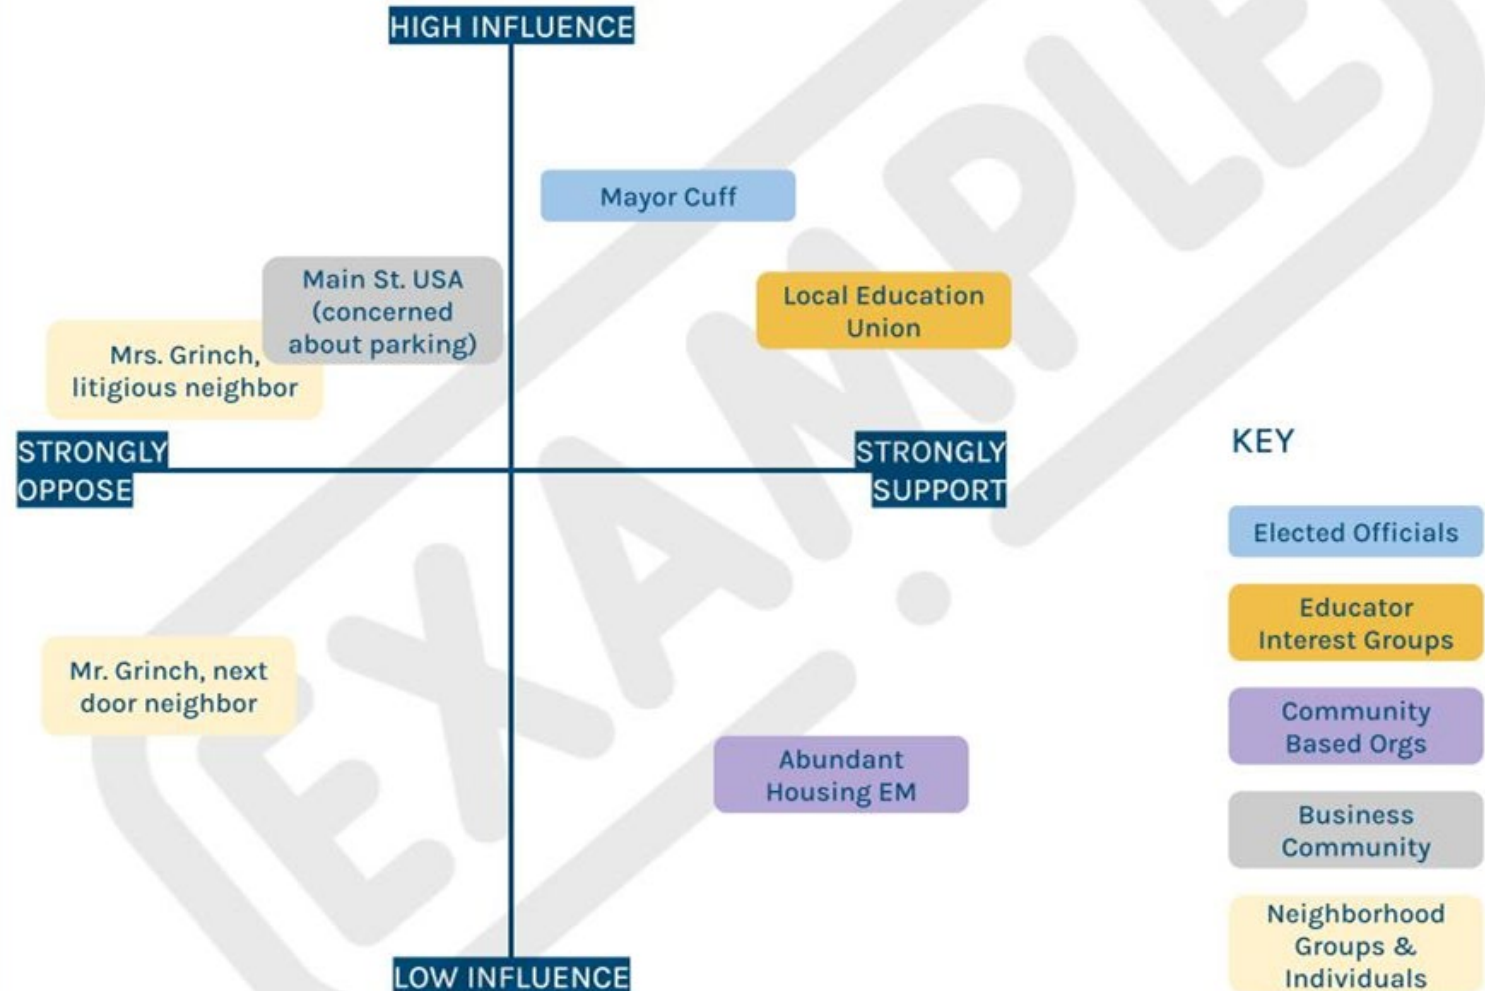 HIGH INFLUENCE
Mayor Cuff
Main St. USA
(concerned
about parking)
Local Education
Union
Mrs. Grinch,
litigious neighbor
STRONGLY
OPPOSE
STRONGLY
SUPPORT
Mr. Grinch, next
door neighbor
Abundant
Housing EM
LOW INFLUENCE
KEY
Elected Officials
Educator
Interest Groups
Community
Based Orgs
Business
Community
Neighborhood
Groups &
Individuals
EXAMPLE